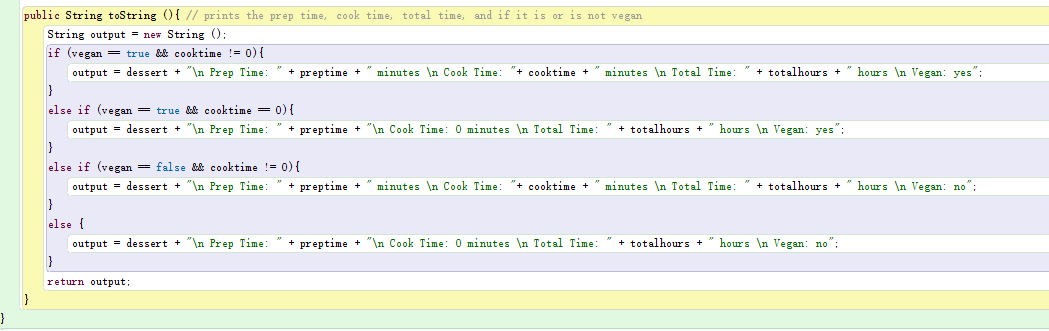 public String toString (){ // prints the prep time, cook time, total time, and if it is or is not vegan
String output = new String ();
if (vegan == true && cooktime != 0){
output = dessert + "\n Prep Time: " + preptime + " minutes \n Cook Time: "+ cooktime + " minutes \n Total Time: " + totalhours + " hours \n Vegan: yes";
}
else if (vegan == true && cooktime == 0){
output = dessert + "\n Prep Time: " + preptime + "\n Cook Time: 0 minutes \n Total Time: " + totalhours + " hours \n Vegan: yes";
}
else if (vegan == false && cooktime != 0){
output = dessert + "\n Prep Time: " + preptime + " minutes \n Cook Time: "+ cooktime + " minutes \n Total Time: " + totalhours + " hours \n Vegan: no";
}
else {
output = dessert + "\n Prep Time: " + preptime + "\n Cook Time: 0 minutes \n Total Time: " + totalhours + " hours \n Vegan: no";
}
return output;
}
}